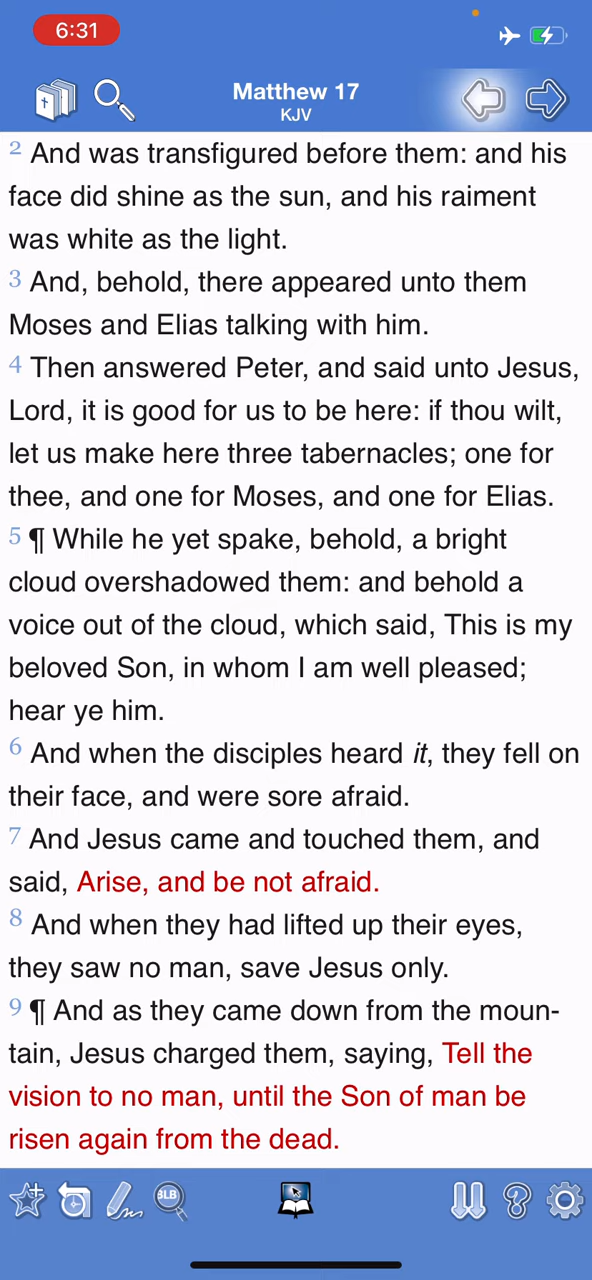 6:31
Matthew 17
KJV
2 And was transfigured before them: and his
face did shine as the sun, and his raiment
was white as the light.
3 And, behold, there appeared unto them
Moses and Elias talking with him.
4 Then answered Peter, and said unto Jesus,
Lord, it is good for us to be here: if thou wilt,
let us make here three tabernacles; one for
thee, and one for Moses, and one for Elias.
5 ¶ While he yet spake, behold, a bright
cloud overshadowed them: and behold a
voice out of the cloud, which said, This is my
beloved Son, in whom I am well pleased;
hear ye him.
6 And when the disciples heard it, they fell on
their face, and were sore afraid.
7 And Jesus came and touched them, and
said, Arise, and be not afraid.
8 And when they had lifted up their eyes,
they saw no man, save Jesus only.
9 ¶ And as they came down from the moun-
tain, Jesus charged them, saying, Tell the
vision to no man, until the Son of man be
risen again from the dead.
BLB